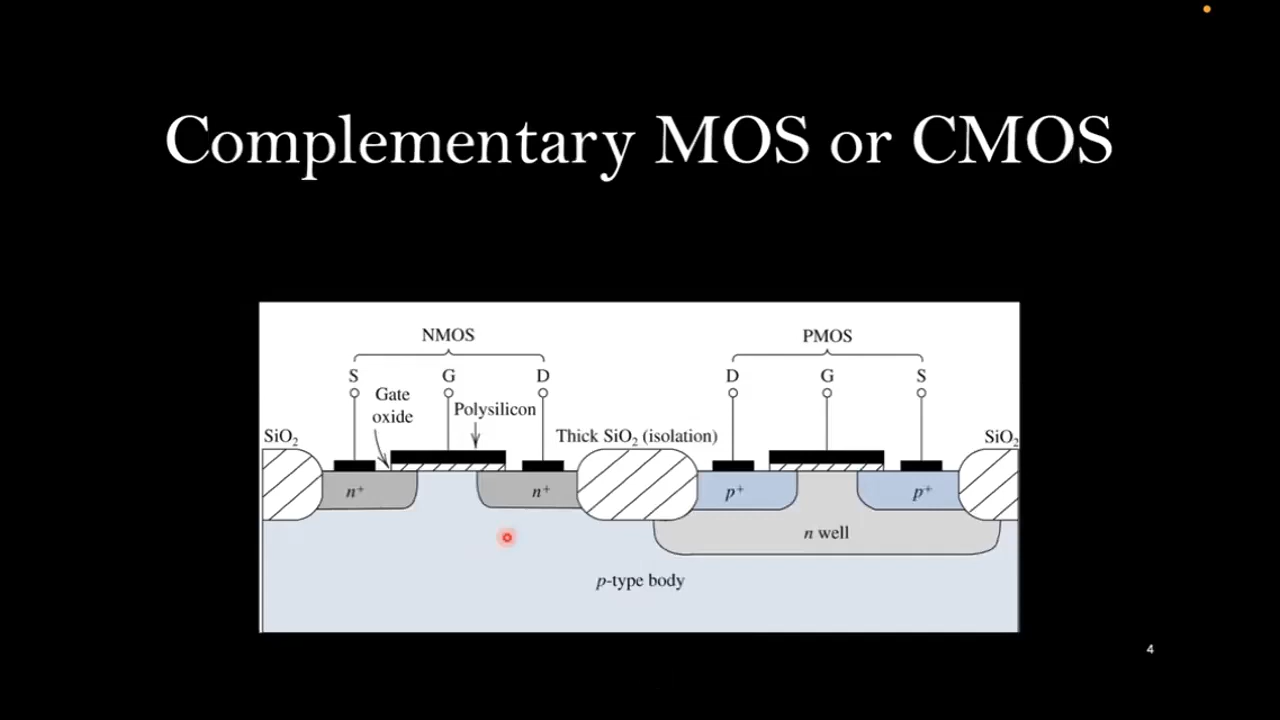 Complementary MOS or CMOS
NMOS
PMOS
S
G
D
D
G
S
Gate
oxide
Polysilicon
SiO₂
Thick SiO₂ (isolation)
SiO₂
n⁺
n⁺
p⁺
p⁺
n well
p-type body
4